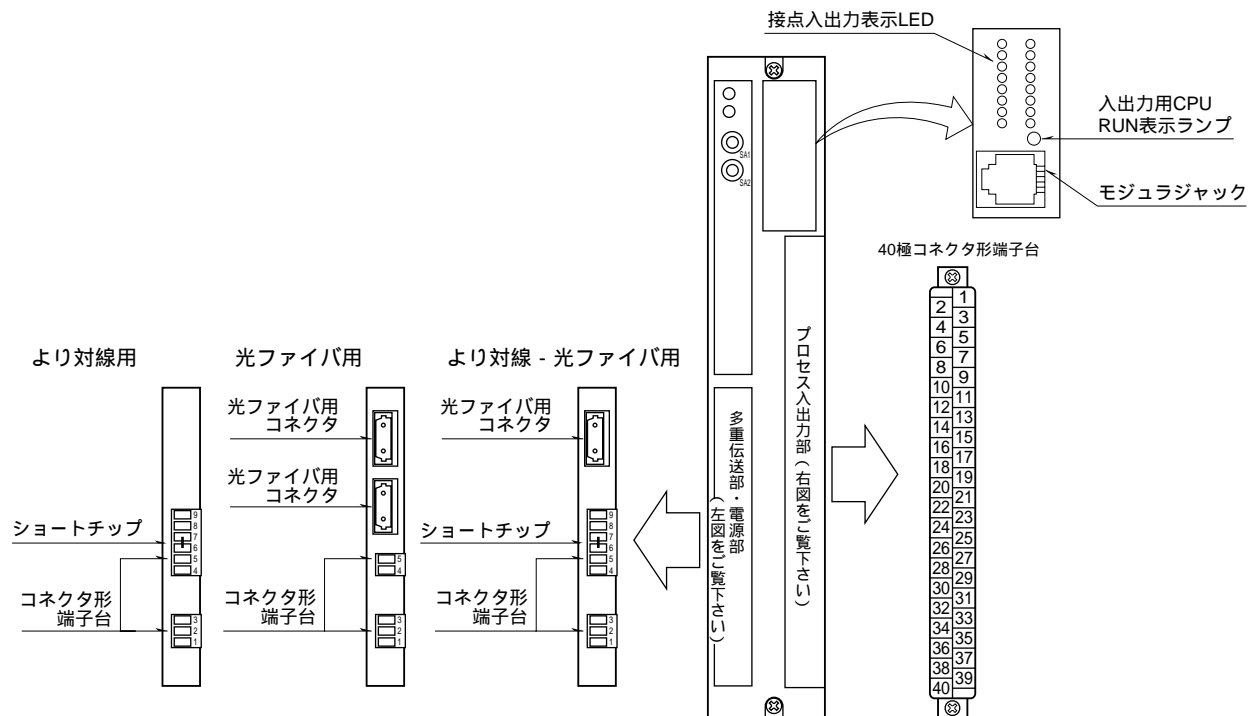 接点入出力表示LED
入出力用CPU
RUN表示ランプ
モジュラジャック
SA1
SA2
プロセス入出力部（右図をご覧下さい）
多重伝送部・電源部
（左図をご覧下さい）
40極コネクタ形端子台
1
2
3
4
5
6
7
8
9
10
11
12
13
14
15
16
17
18
19
20
21
22
23
24
25
26
27
28
29
30
31
32
33
34
35
36
37
38
39
40
より対線用
ショートチップ
コネクタ形
端子台
9
8
7
6
5
4
3
2
1
光ファイバ用
光ファイバ用
コネクタ
光ファイバ用
コネクタ
コネクタ形
端子台
5
4
3
2
1
より対線 - 光ファイバ用
光ファイバ用
コネクタ
ショートチップ
コネクタ形
端子台
9
8
7
6
5
4
3
2
1